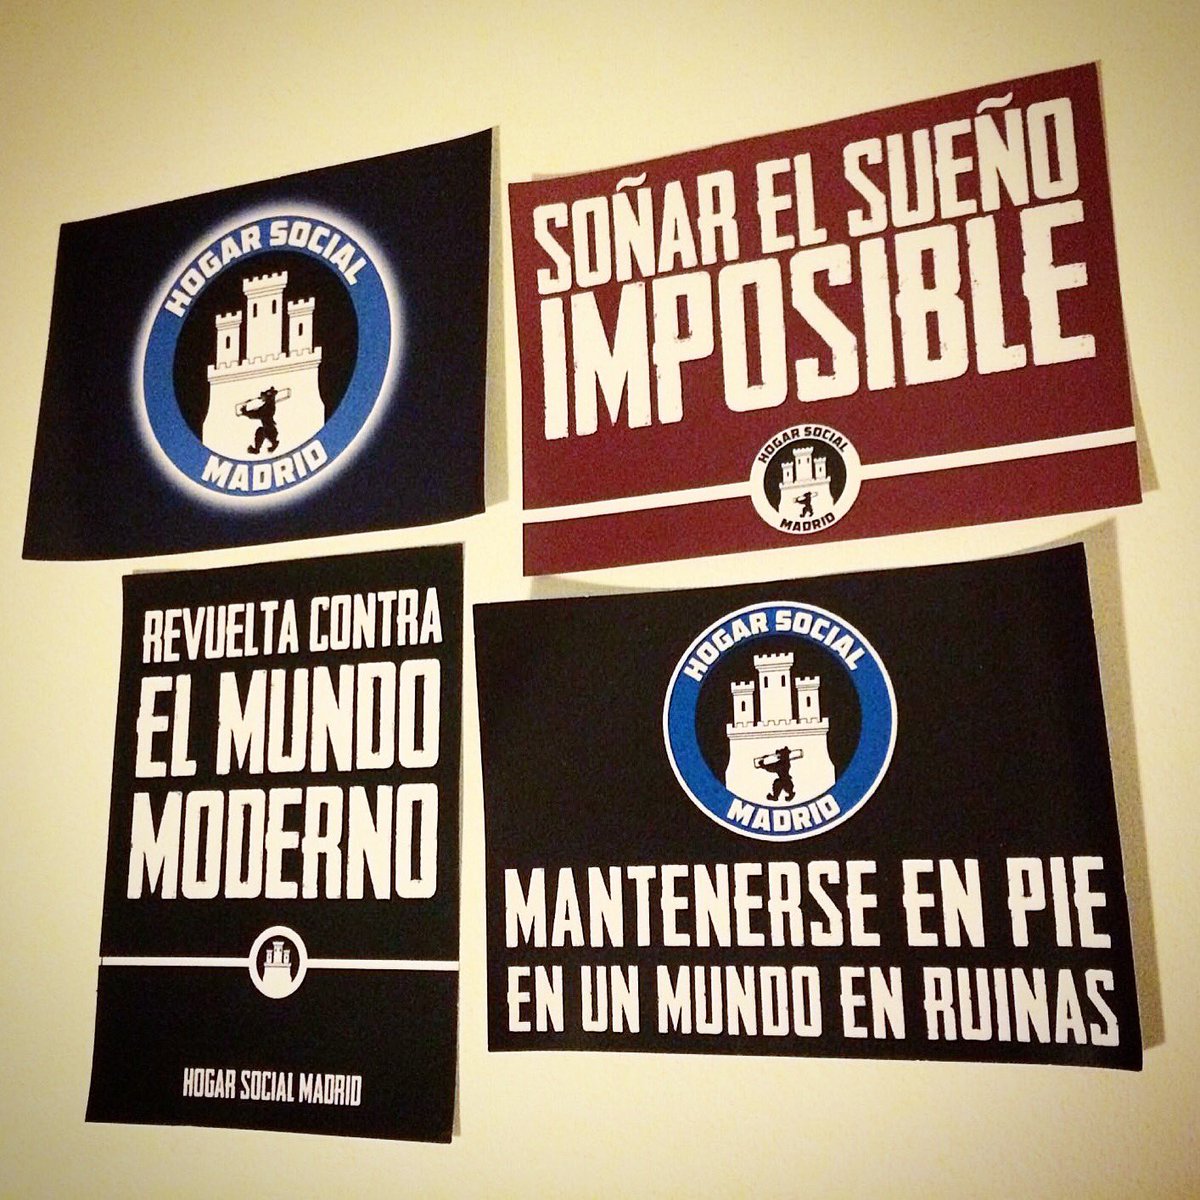 HOGAR SOCIAL
MADRID
SOÑAR EL SUEÑO
IMPOSIBLE
HOGAR SOCIAL
MADRID
REVUELTA CONTRA
EL MUNDO
MODERNO
HOGAR SOCIAL MADRID
HOGAR SOCIAL
MADRID
MANTENERSE EN PIE
EN UN MUNDO EN RUINAS